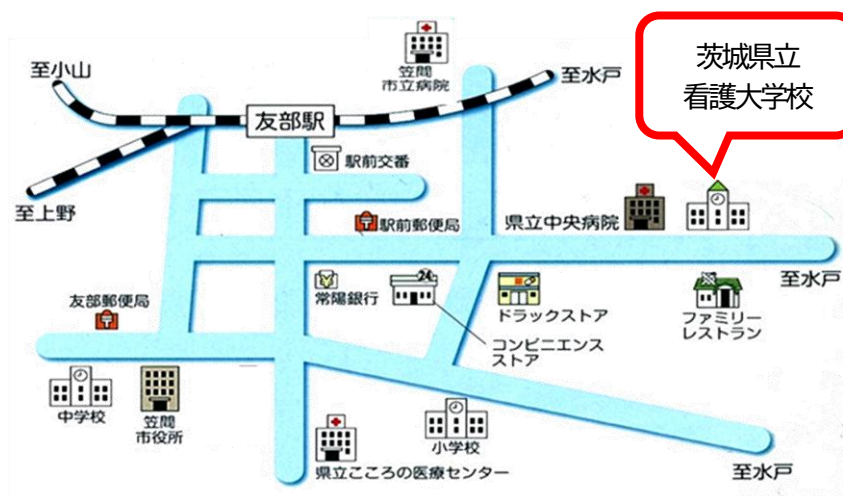 茨城県立
看護大学校
笠間
市立病院
至小山
至水戸
友部駅
駅前交番
至上野
駅前郵便局
県立中央病院
至水戸
友部郵便局
常陽銀行
24
ドラックストア
ファミリー
レストラン
コンビニエンス
ストア
中学校
笠間
市役所
小学校
県立こころの医療センター
至水戸